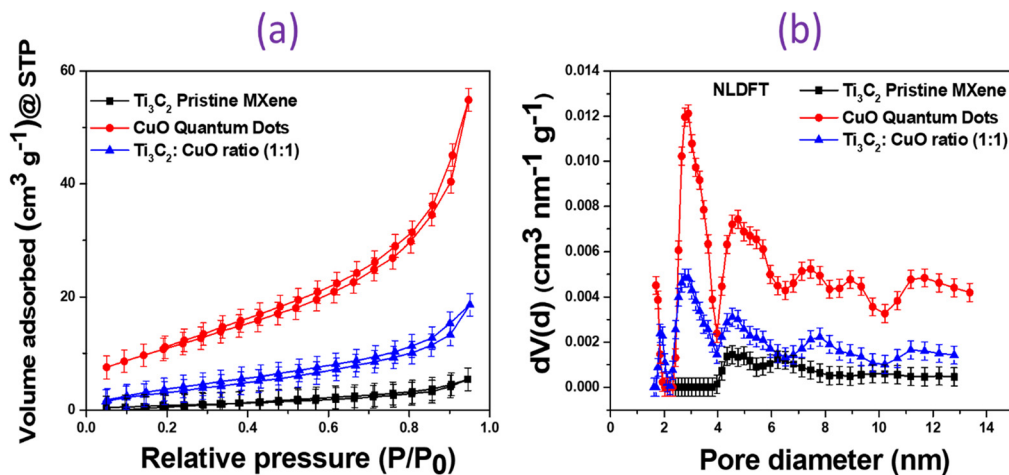 (a)
Volume adsorbed (cm³ g⁻¹)@ STP
60
40
20
0
Ti₃C₂ Pristine MXene
CuO Quantum Dots
Ti₃C₂: CuO ratio (1:1)
0.0 0.2 0.4 0.6 0.8 1.0
Relative pressure (P/P₀)
(b)
dV(d) (cm³ nm⁻¹ g⁻¹)
0.014
0.012
0.010
0.008
0.006
0.004
0.002
0.000
NLDFT
Ti₃C₂ Pristine MXene
CuO Quantum Dots
Ti₃C₂: CuO ratio (1:1)
0 2 4 6 8 10 12 14
Pore diameter (nm)